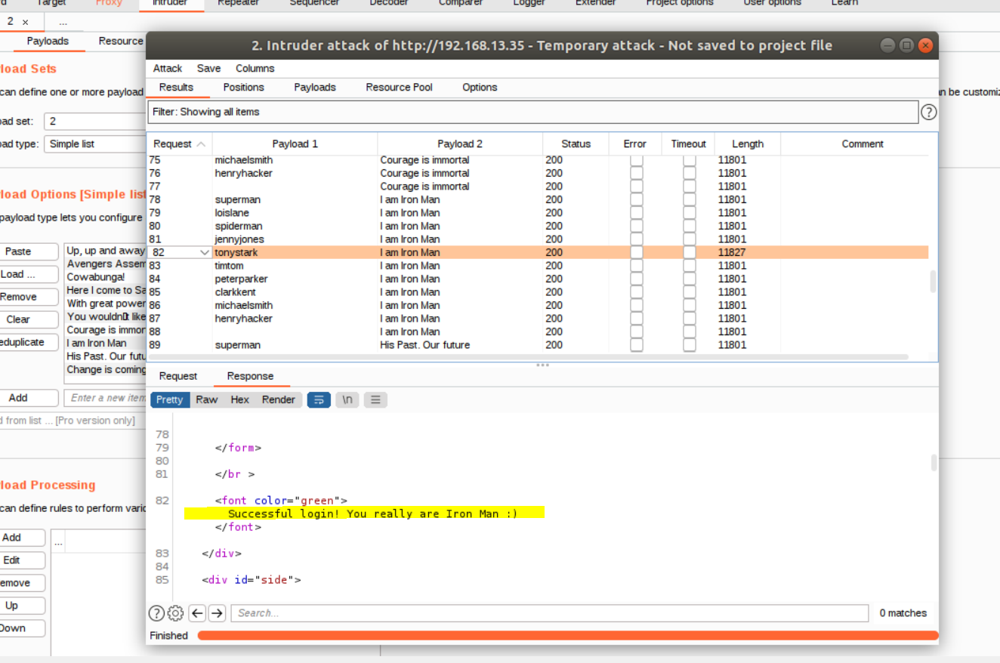 Target Proxy Intruder Repeater Sequencer Decoder Comparer Logger Extender Project options User options Learn
2 x ...
Payloads Resource
2. Intruder attack of http://192.168.13.35 - Temporary attack - Not saved to project file
Attack Save Columns
Results Positions Payloads Resource Pool Options
Filter: Showing all items ?
Request Payload 1 Payload 2 Status Error Timeout Length Comment
75 michaelsmith Courage is immortal 200 11801
76 henryhacker Courage is immortal 200 11801
77 Courage is immortal 200 11801
78 superman I am Iron Man 200 11801
79 loislane I am Iron Man 200 11801
80 spiderman I am Iron Man 200 11801
81 jennyjones I am Iron Man 200 11801
82 tonystark I am Iron Man 200 11827
83 timtom I am Iron Man 200 11801
84 peterparker I am Iron Man 200 11801
85 clarkkent I am Iron Man 200 11801
86 michaelsmith I am Iron Man 200 11801
87 henryhacker I am Iron Man 200 11801
88 I am Iron Man 200 11801
89 superman His Past. Our future 200 11801
Request Response
Pretty Raw Hex Render \n
78
79 </form>
80
81 </br >
82 <font color="green">
Successful login! You really are Iron Man :)
</font>
83 </div>
84
85 <div id="side">
? Search... 0 matches
Finished
load Sets
can define one or more payload
n be customiz
oad set: 2
oad type: Simple list
load Options [Simple list
payload type lets you configure
Paste
Load ...
Remove
Clear
eduplicate
Up, up and away
Avengers Assem
Cowabunga!
Here I come to Sa
With great power
You wouldn't like
Courage is immor
I am Iron Man
His Past. Our futu
Change is coming
Add Enter a new item
d from list ... [Pro version only]
load Processing
can define rules to perform vario
Add ...
Edit
emove
Up
Down